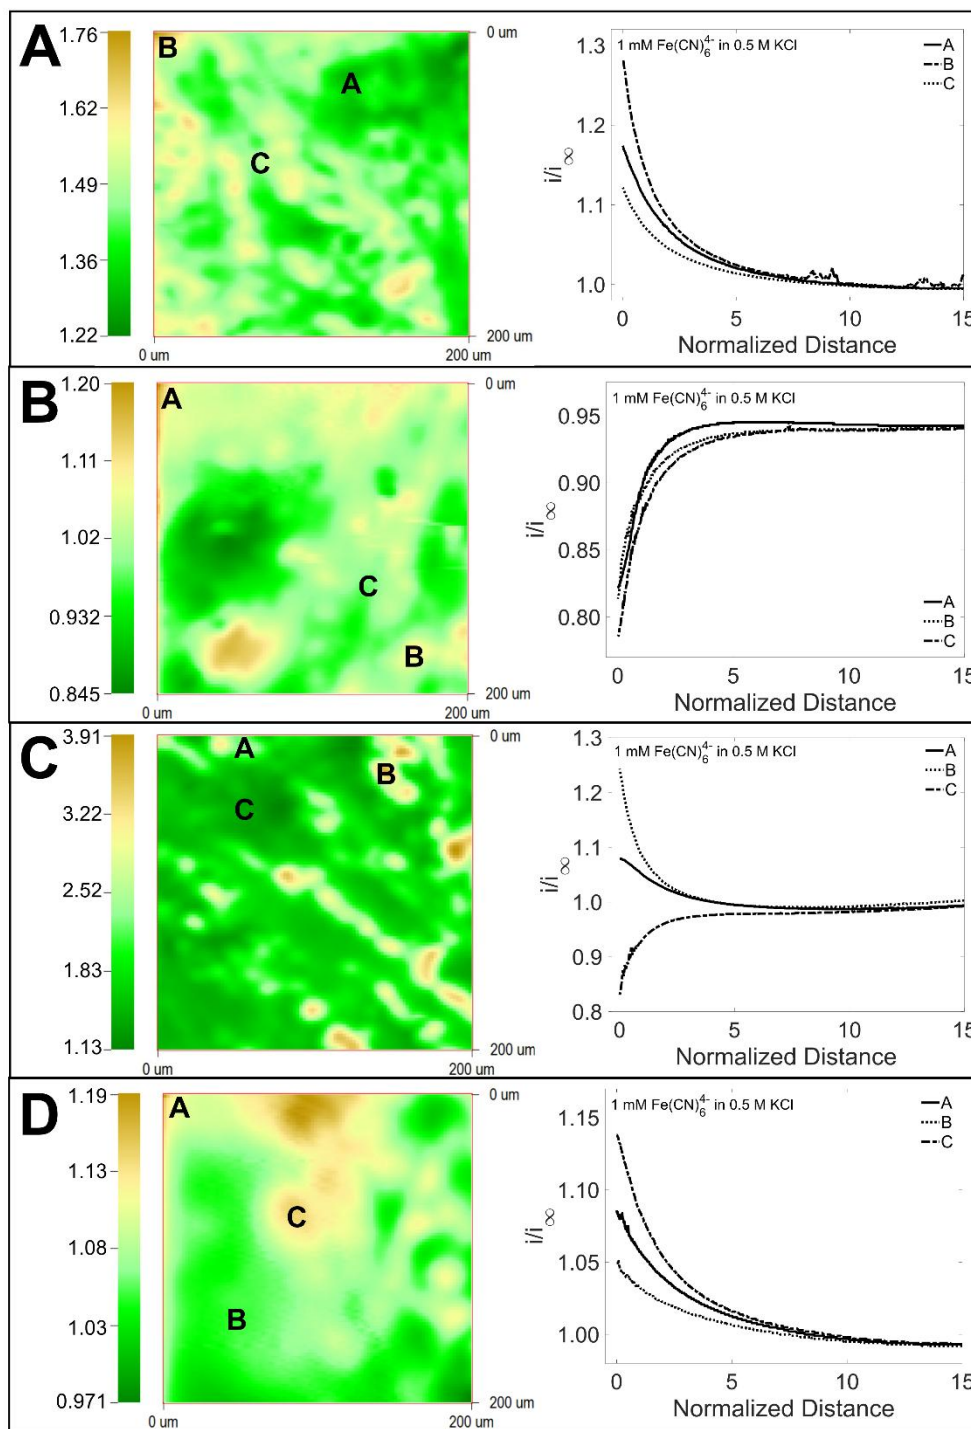 A
1.76
1.62
1.49
1.36
1.22
B
A
C
0 um
200 um
0 um
200 um
1 mM Fe(CN)₆⁴⁻ in 0.5 M KCl
A
B
C
1.3
1.2
1.1
1.0
i/i∞
0
5
10
15
Normalized Distance
B
1.20
1.11
1.02
0.932
0.845
A
C
B
0 um
200 um
0 um
200 um
1 mM Fe(CN)₆⁴⁻ in 0.5 M KCl
0.95
0.90
0.85
0.80
i/i∞
A
B
C
0
5
10
15
Normalized Distance
C
3.91
3.22
2.52
1.83
1.13
A
B
C
0 um
200 um
0 um
200 um
1 mM Fe(CN)₆⁴⁻ in 0.5 M KCl
A
B
C
1.3
1.2
1.1
1.0
0.9
0.8
i/i∞
0
5
10
15
Normalized Distance
D
1.19
1.13
1.08
1.03
0.971
A
C
B
0 um
200 um
0 um
200 um
1 mM Fe(CN)₆⁴⁻ in 0.5 M KCl
A
B
C
1.15
1.10
1.05
1.00
i/i∞
0
5
10
15
Normalized Distance